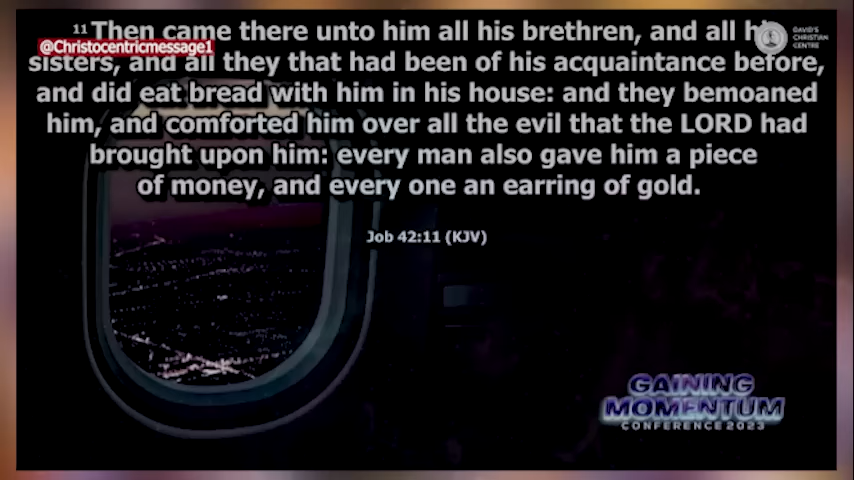 11 Then came there unto him all his brethren, and all
@Christocentricmessage1
DAVID'S
CHRISTIAN
CENTRE
sisters, and all they that had been of his acquaintance before,
and did eat bread with him in his house: and they bemoaned
him, and comforted him over all the evil that the LORD had
brought upon him: every man also gave him a piece
of money, and every one an earring of gold.
Job 42:11 (KJV)
GAINING
MOMENTUM
CONFERENCE 2023